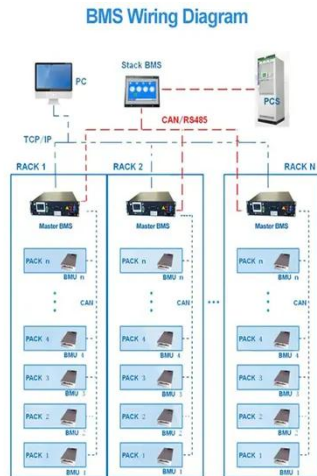 BMS Wiring Diagram
Stack BMS
PC
PCS
CAN/RS485
TCP/IP
RACK 1
RACK 2
RACK N
Master BMS
Master BMS
Master BMS
PACK n
BMU n
PACK n
BMU n
PACK n
BMU n
CAN
CAN
CAN
PACK 4
BMU 4
PACK 4
BMU 4
PACK 4
BMU 4
PACK 3
BMU 3
PACK 3
BMU 3
PACK 3
BMU 3
PACK 2
BMU 2
PACK 2
BMU 2
PACK 2
BMU 2
PACK 1
BMU 1
PACK 1
BMU 1
PACK 1
BMU 1